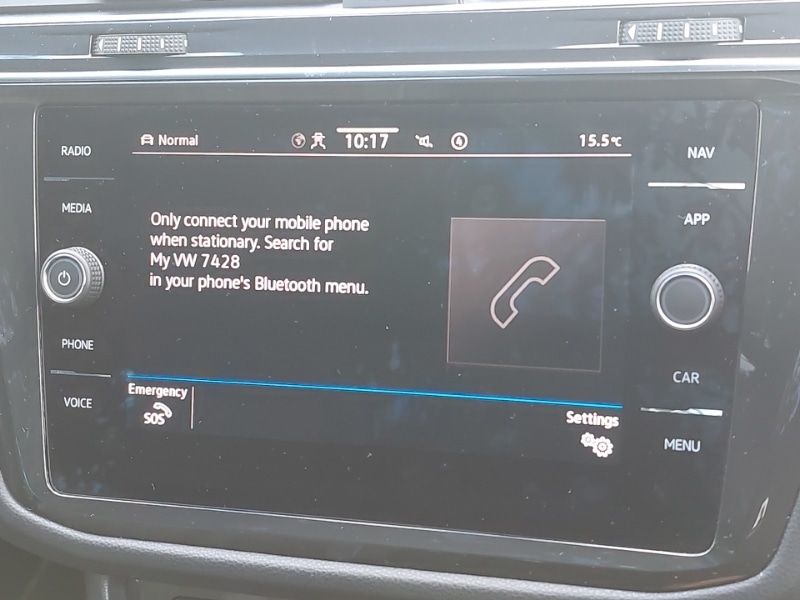 Normal
10:17
4
15.5°C
RADIO
MEDIA
PHONE
VOICE
Only connect your mobile phone
when stationary. Search for
My VW 7428
in your phone's Bluetooth menu.
Emergency
SOS
Settings
NAV
APP
CAR
MENU